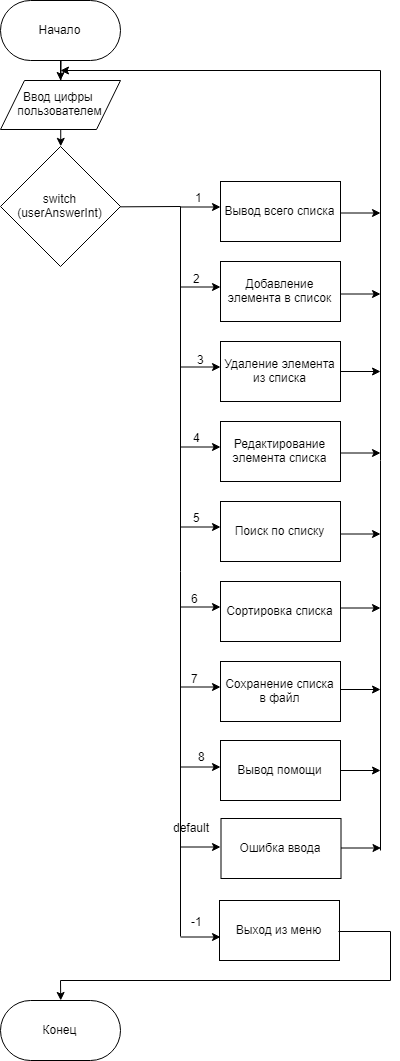 Начало
Ввод цифры
пользователем
switch
(userAnswerInt)
1
Вывод всего списка
2
Добавление
элемента в список
3
Удаление элемента
из списка
4
Редактирование
элемента списка
5
Поиск по списку
6
Сортировка списка
7
Сохранение списка
в файл
8
Вывод помощи
default
Ошибка ввода
-1
Выход из меню
Конец